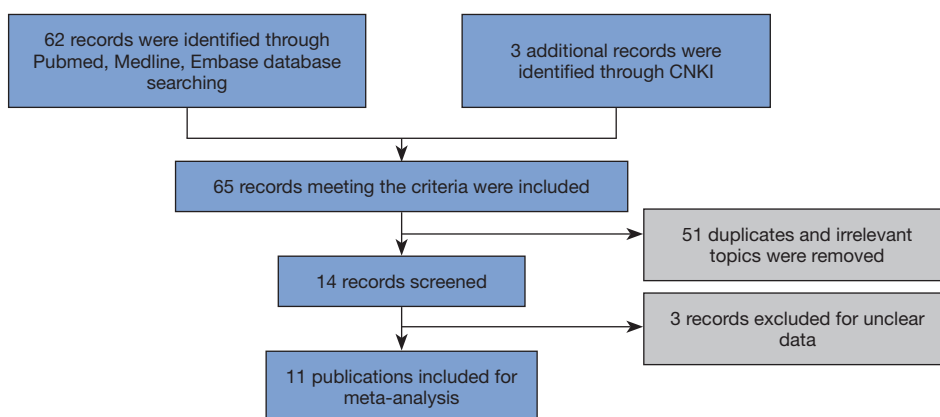 62 records were identified through
Pubmed, Medline, Embase database
searching
3 additional records were
identified through CNKI
65 records meeting the criteria were included
51 duplicates and irrelevant
topics were removed
14 records screened
3 records excluded for unclear
data
11 publications included for
meta-analysis